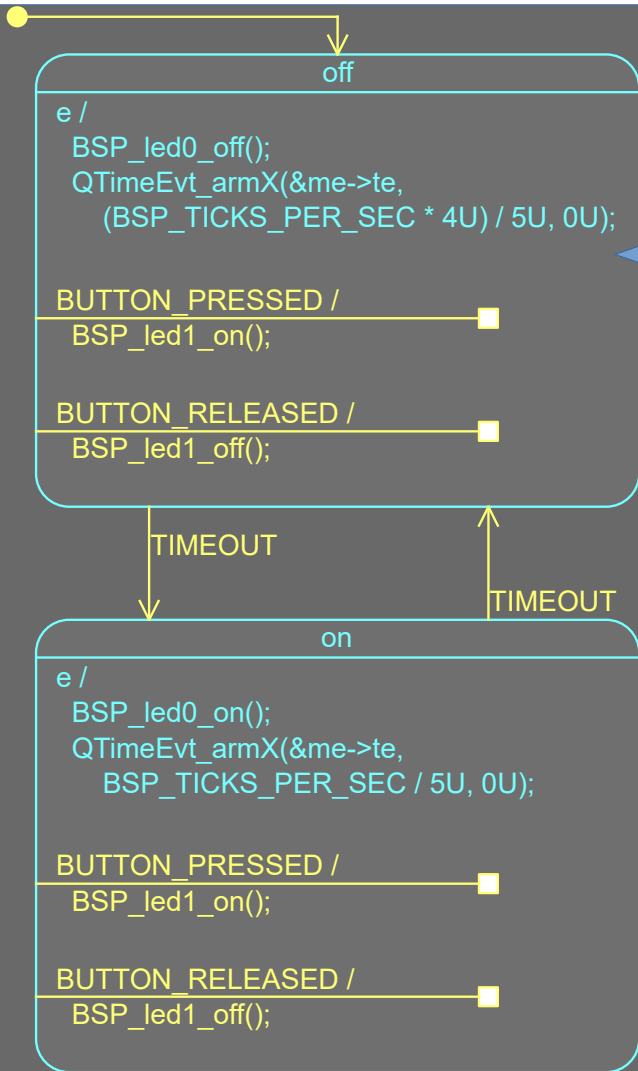 off
e /
BSP_led0_off();
QTimeEvt_armX(&me->te,
(BSP_TICKS_PER_SEC * 4U) / 5U, 0U);
BUTTON_PRESSED /
BSP_led1_on();
BUTTON_RELEASED /
BSP_led1_off();
TIMEOUT
TIMEOUT
on
e /
BSP_led0_on();
QTimeEvt_armX(&me->te,
BSP_TICKS_PER_SEC / 5U, 0U);
BUTTON_PRESSED /
BSP_led1_on();
BUTTON_RELEASED /
BSP_led1_off();